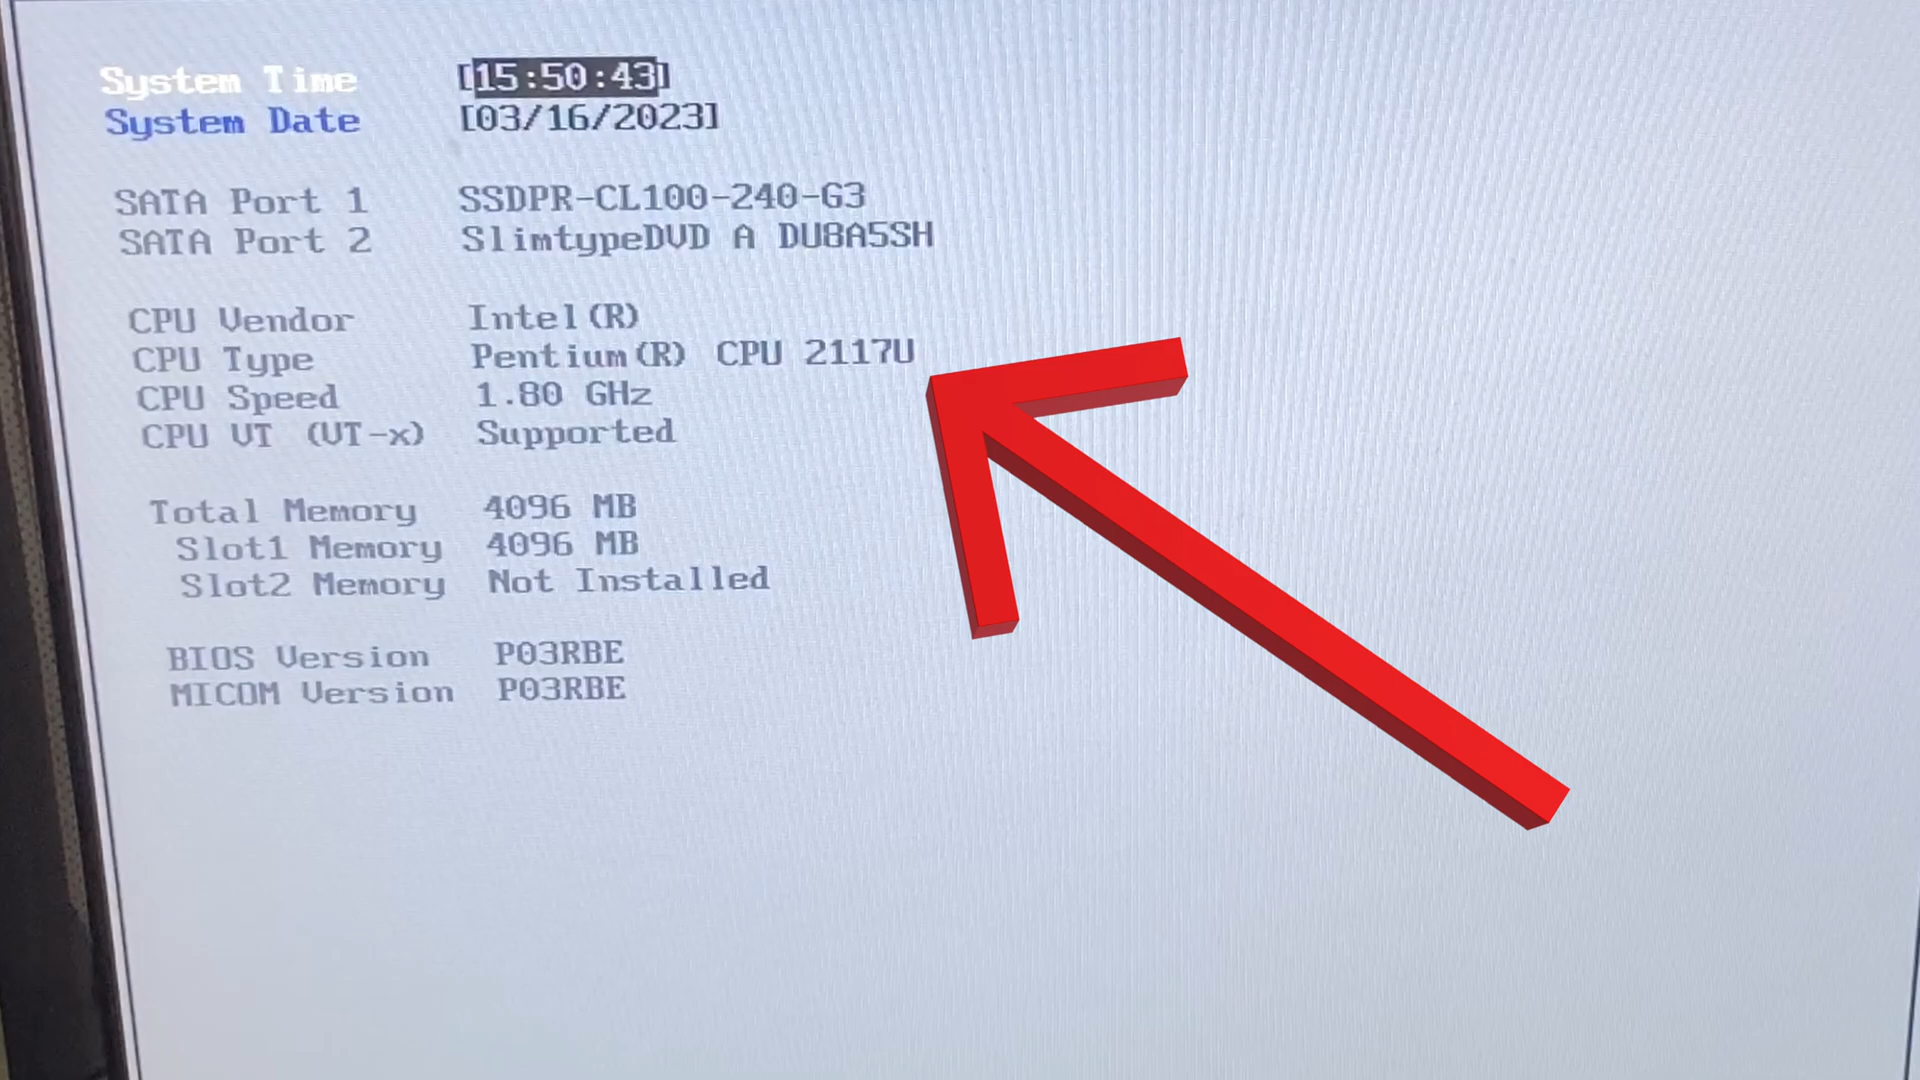 System Time [15:50:43]
System Date [03/16/2023]
SATA Port 1 SSDPR-CL100-240-G3
SATA Port 2 SlimtypeDVD A DU8A5SH
CPU Vendor Intel(R)
CPU Type Pentium(R) CPU 2117U
CPU Speed 1.80 GHz
CPU VT (VT-x) Supported
Total Memory 4096 MB
Slot1 Memory 4096 MB
Slot2 Memory Not Installed
BIOS Version P03RBE
MICOM Version P03RBE